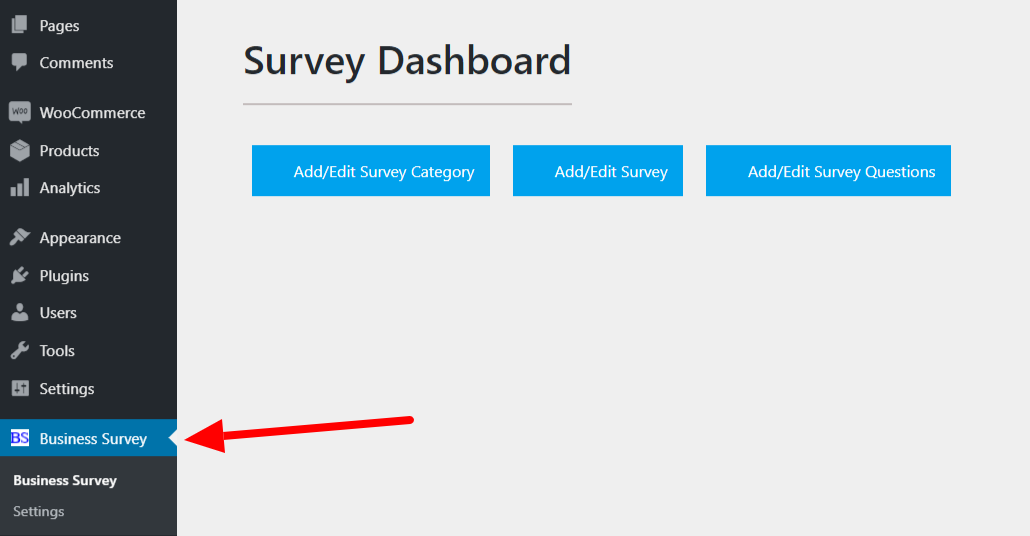 Pages
Comments
WOO WooCommerce
Products
Analytics
Appearance
Plugins
Users
Tools
Settings
BS Business Survey
Business Survey
Settings
Survey Dashboard
Add/Edit Survey Category
Add/Edit Survey
Add/Edit Survey Questions